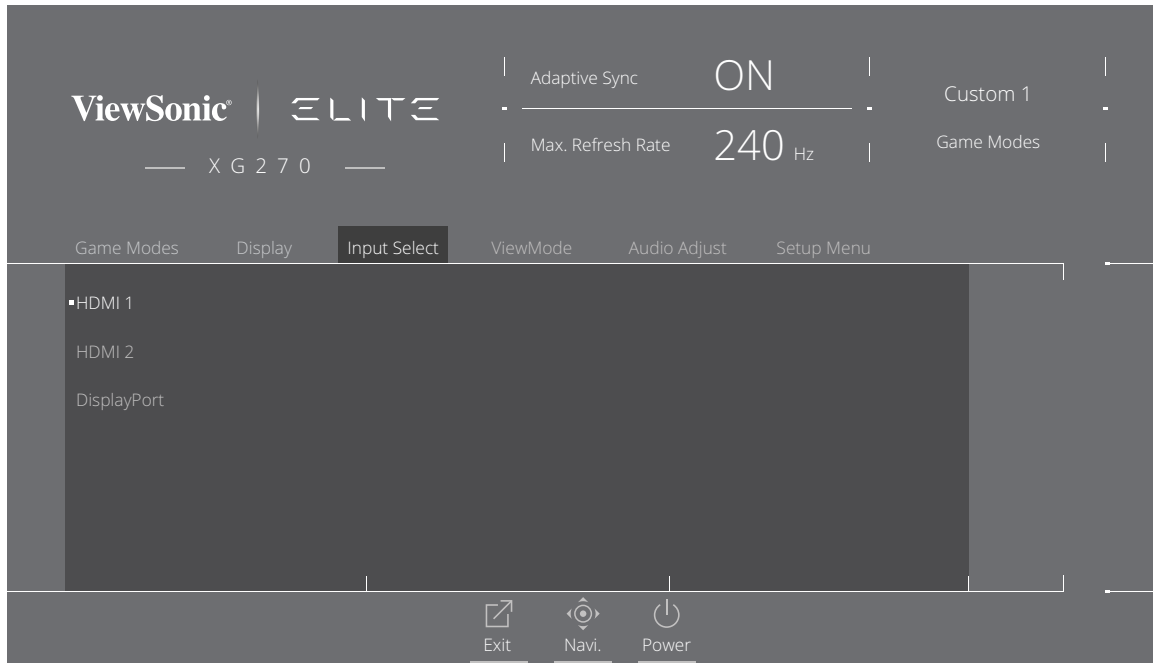 ViewSonic® ELITE
XG270
Adaptive Sync ON
Max. Refresh Rate 240 Hz
Custom 1
Game Modes
Game Modes Display Input Select ViewMode Audio Adjust Setup Menu
HDMI 1
HDMI 2
DisplayPort
Exit Navi. Power